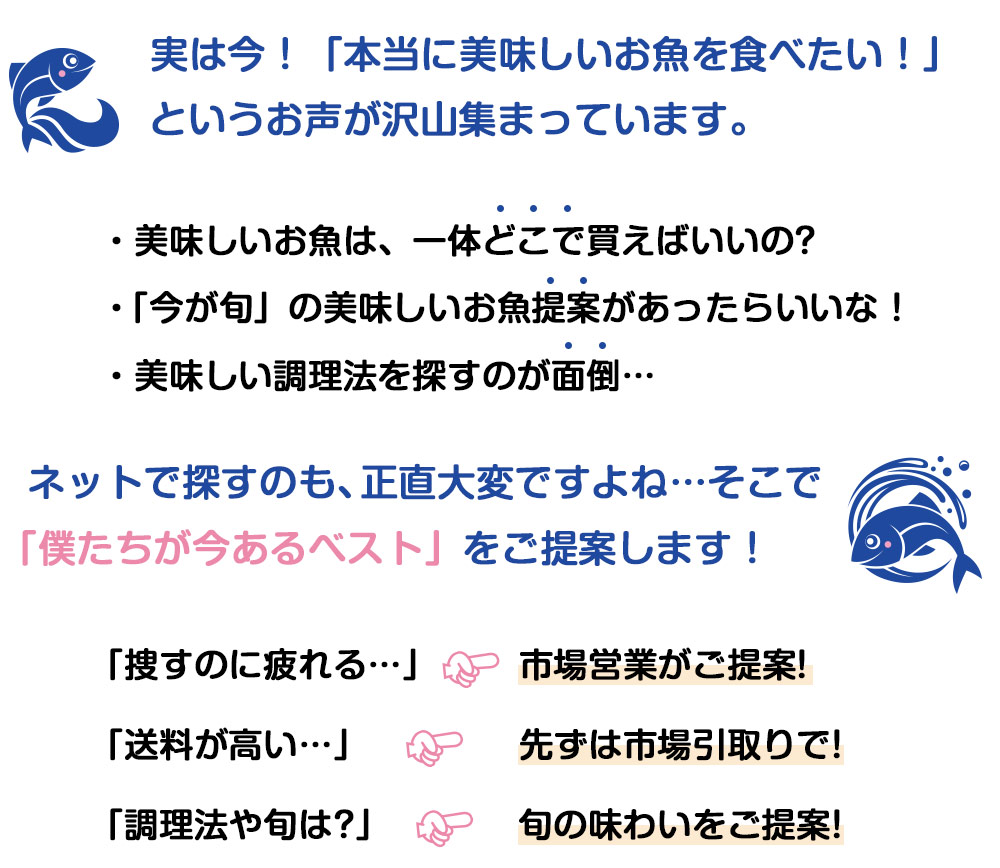 実は今！「本当に美味しいお魚を食べたい！」
というお声が沢山集まっています。
・美味しいお魚は、一体どこで買えばいいの?
・「今が旬」の美味しいお魚提案があったらいいな！
・美味しい調理法を探すのが面倒…
ネットで探すのも、正直大変ですよね…そこで
「僕たちが今あるベスト」をご提案します！
「捜すのに疲れる…」 市場営業がご提案!
「送料が高い…」 先ずは市場引取りで!
「調理法や旬は?」 旬の味わいをご提案!